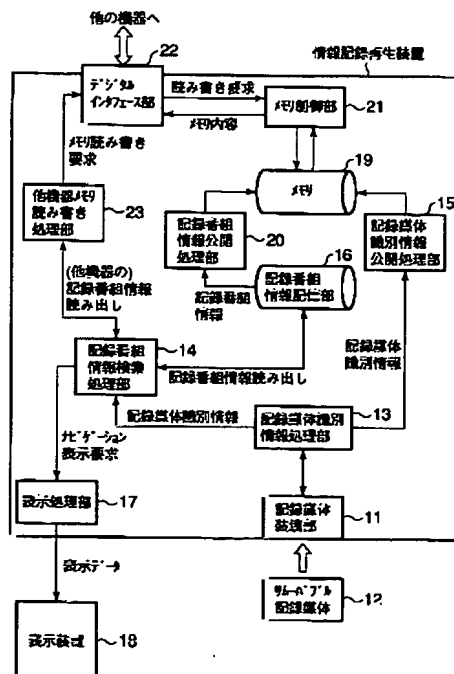 他の機器へ
22
情報記録再生装置
デジタル
インタフェース部
読み書き要求
メモリ制御部
21
メモリ内容
メモリ読み書き
要求
19
メモリ
他機器メモリ
読み書き
処理部
23
記録番組
情報公開
処理部
20
15
記録媒体
識別情報
公開処理部
16
記録番組
情報記憶部
(他機器の)
記録番組情報
読み出し
記録番組
情報
14
記録番組
情報検索
処理部
記録番組情報読み出し
記録媒体
識別情報
記録媒体識別情報
13
記録媒体識別
情報処理部
ナビゲーション
表示要求
17
表示処理部
記録媒体
装填部
11
表示データ
リムーバブル
記録媒体
12
表示装置
18